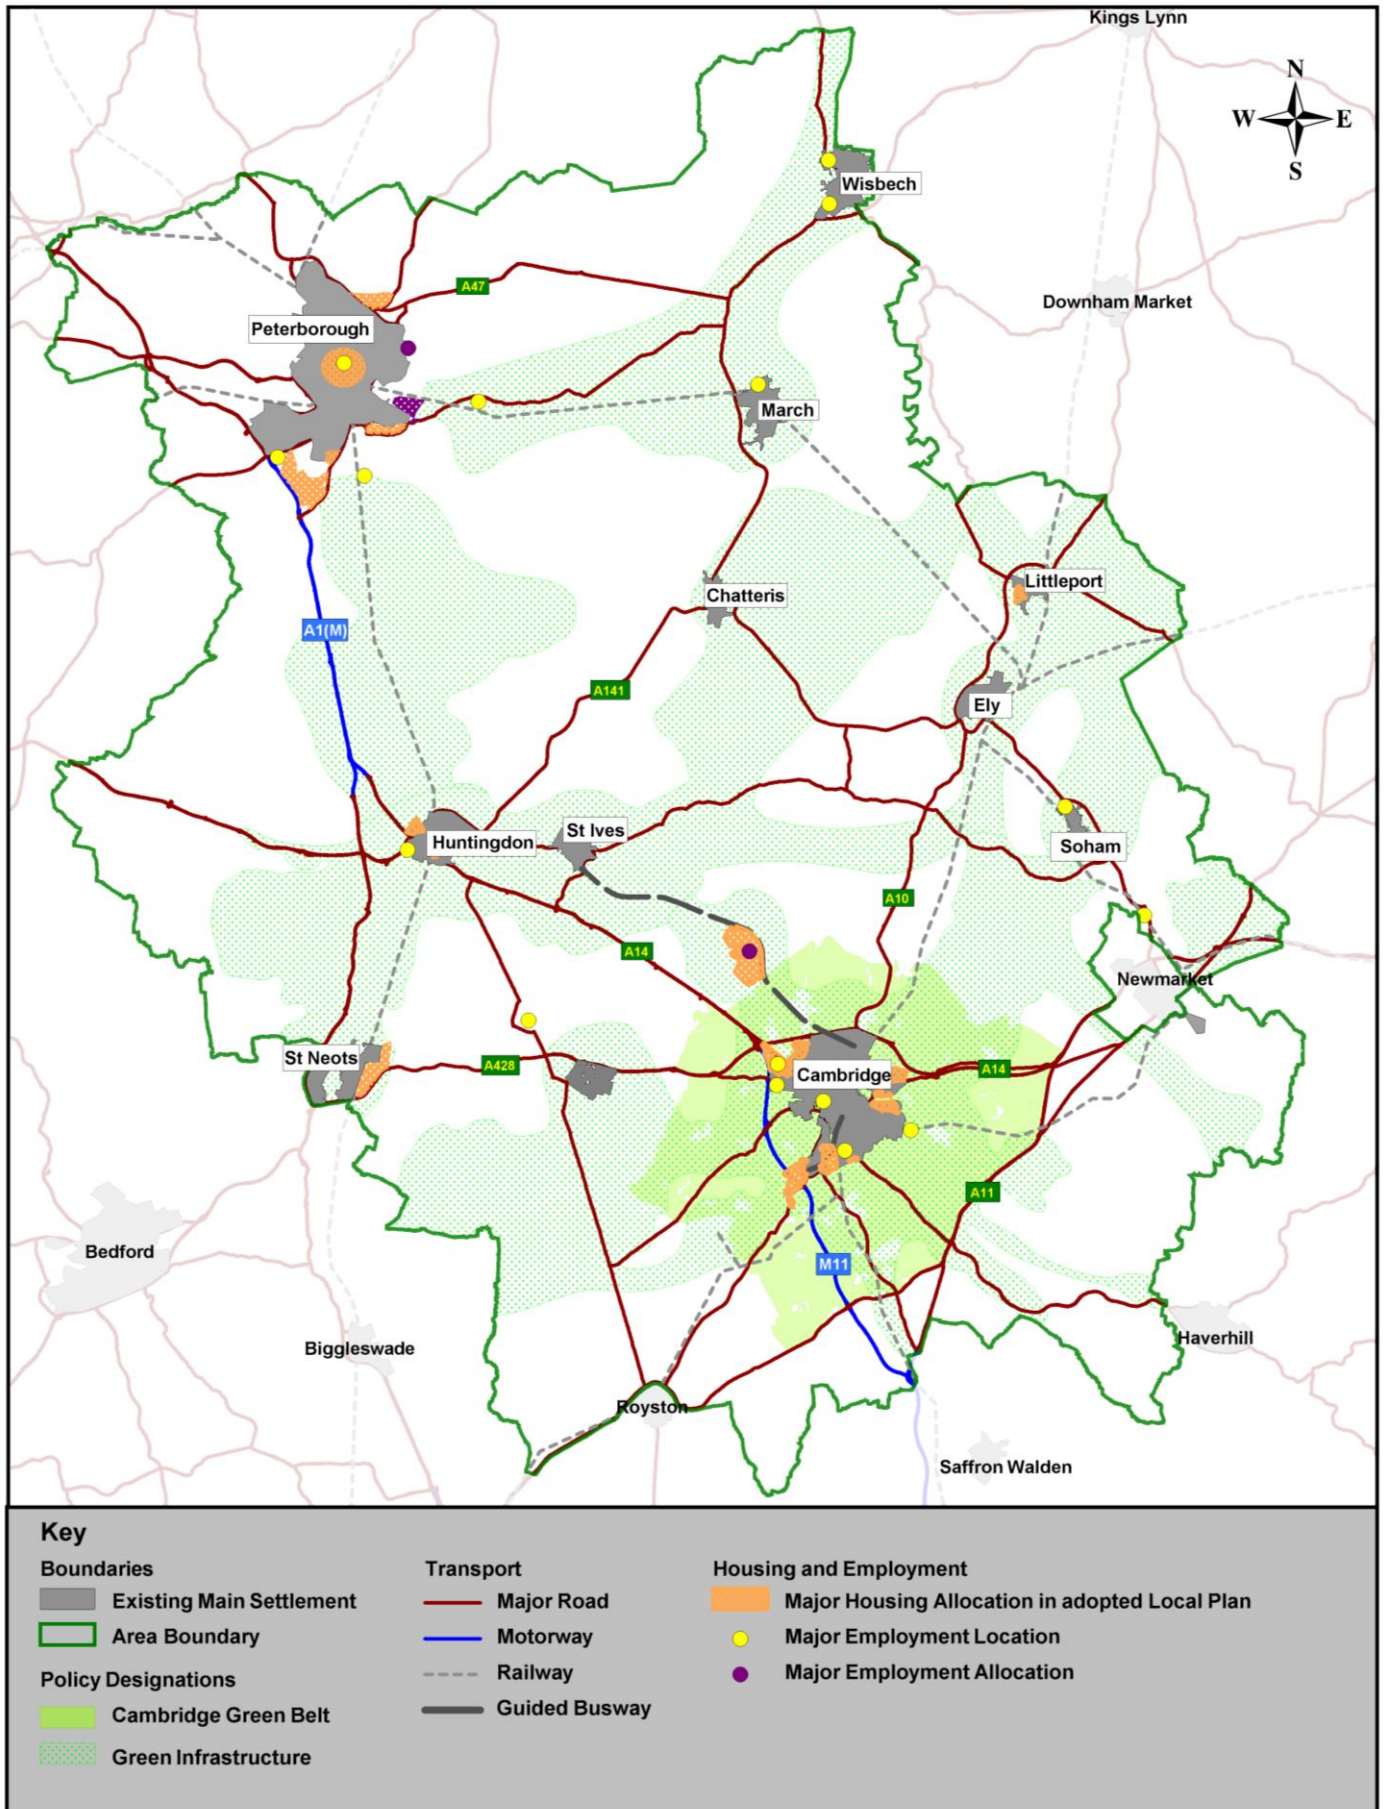 Kings Lynn
N
W E
S
Wisbech
A47
Downham Market
Peterborough
March
Littleport
Chatteris
A1(M)
A141
Ely
St Ives
Huntingdon
Soham
A10
A14
Newmarket
St Neots
A428
A14
Cambridge
A11
Bedford
M11
Haverhill
Biggleswade
Royston
Saffron Walden
Key
Boundaries
Existing Main Settlement
Area Boundary
Policy Designations
Cambridge Green Belt
Green Infrastructure
Transport
Major Road
Motorway
Railway
Guided Busway
Housing and Employment
Major Housing Allocation in adopted Local Plan
Major Employment Location
Major Employment Allocation